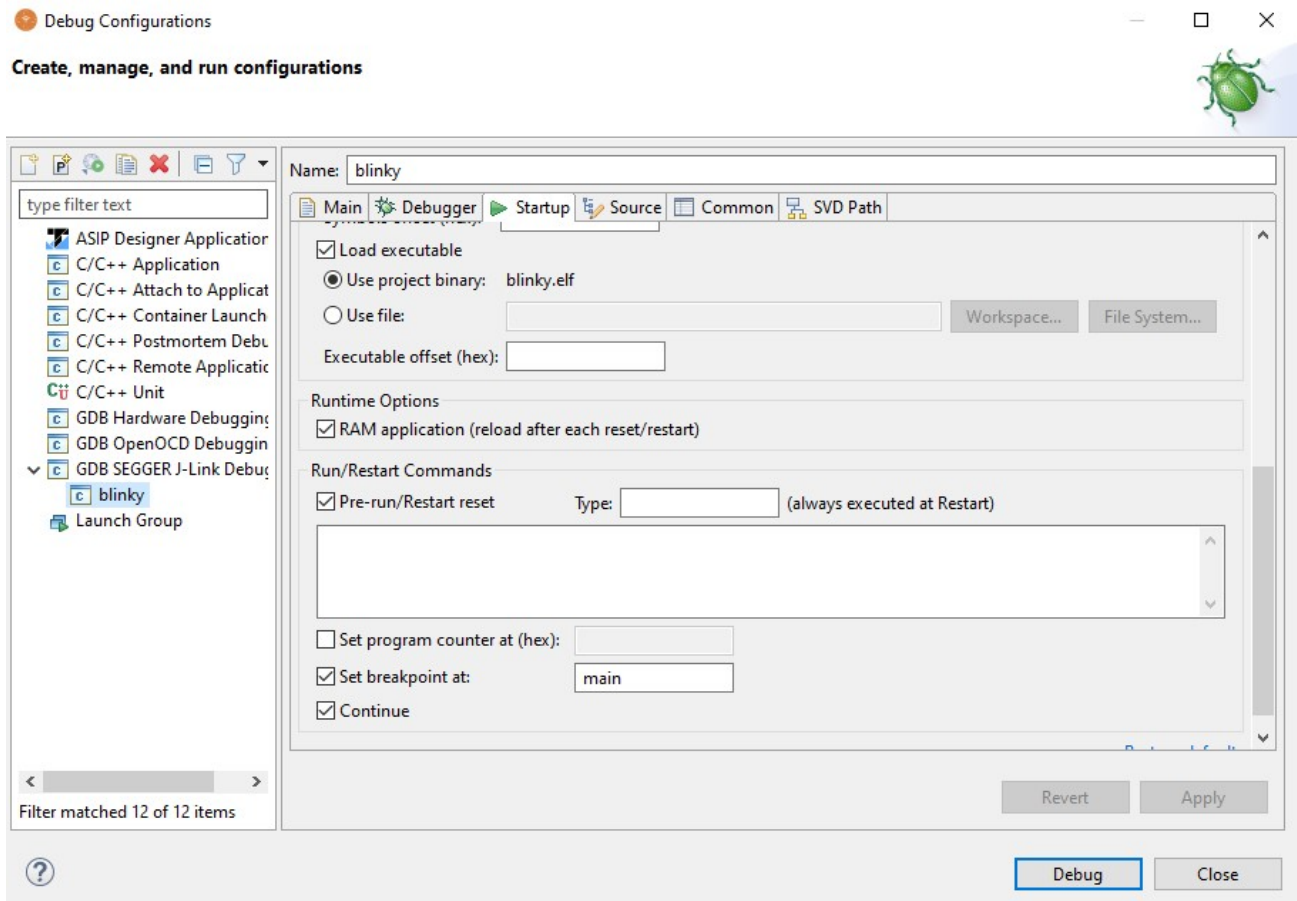 Debug Configurations
Create, manage, and run configurations
type filter text
ASIP Designer Application
C/C++ Application
C/C++ Attach to Applicat
C/C++ Container Launch
C/C++ Postmortem Debu
C/C++ Remote Applicatic
C/C++ Unit
GDB Hardware Debugging
GDB OpenOCD Debuggin
GDB SEGGER J-Link Debug
blinky
Launch Group
Filter matched 12 of 12 items
Name: blinky
Main Debugger Startup Source Common SVD Path
Load executable
Use project binary: blinky.elf
Use file: Workspace... File System...
Executable offset (hex):
Runtime Options
RAM application (reload after each reset/restart)
Run/Restart Commands
Pre-run/Restart reset Type: (always executed at Restart)
Set program counter at (hex):
Set breakpoint at: main
Continue
Revert Apply
Debug Close